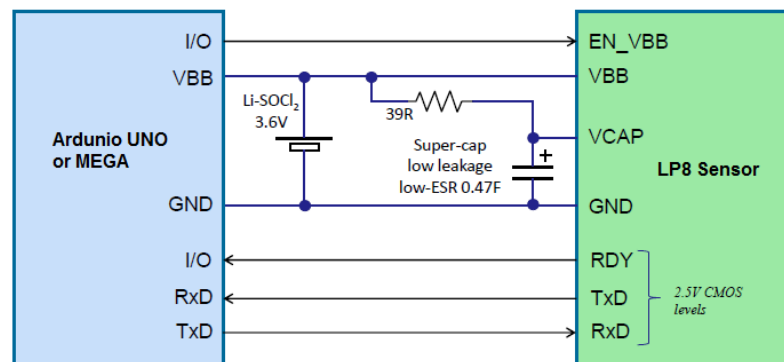 I/O
EN_VBB
VBB
VBB
Li-SOCl₂
3.6V
39R
Ardunio UNO
or MEGA
Super-cap
low leakage
low-ESR 0.47F
+
VCAP
LP8 Sensor
GND
GND
I/O
RDY
RxD
TxD
2.5V CMOS
levels
TxD
RxD